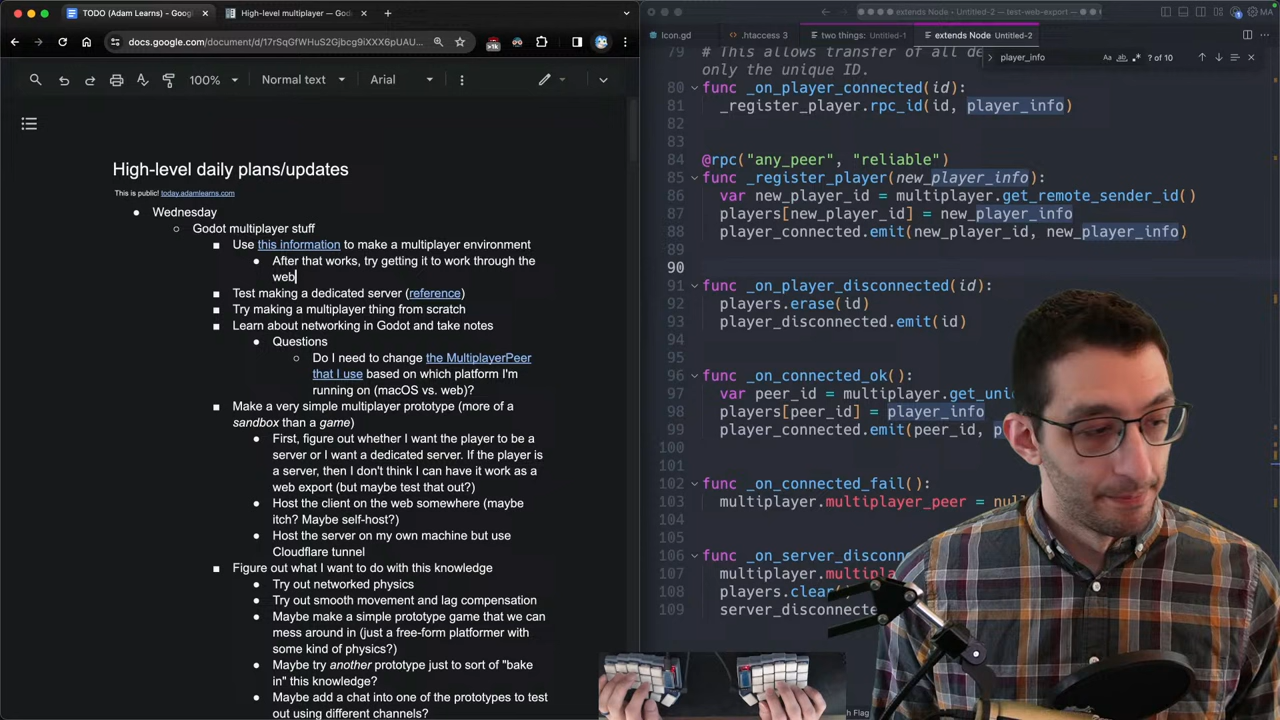 TODO (Adam Learns) - Goog
High-level multiplayer — Godo
docs.google.com/document/d/17rSqGfWHuS2Gjbcg9iXXX6pUAU...
>1k
100%
Normal text
Arial
High-level daily plans/updates
This is public! today.adamlearns.com
Wednesday
Godot multiplayer stuff
Use this information to make a multiplayer environment
After that works, try getting it to work through the
web
Test making a dedicated server (reference)
Try making a multiplayer thing from scratch
Learn about networking in Godot and take notes
Questions
Do I need to change the MultiplayerPeer
that I use based on which platform I'm
running on (macOS vs. web)?
Make a very simple multiplayer prototype (more of a
sandbox than a game)
First, figure out whether I want the player to be a
server or I want a dedicated server. If the player is
a server, then I don't think I can have it work as a
web export (but maybe test that out?)
Host the client on the web somewhere (maybe
itch? Maybe self-host?)
Host the server on my own machine but use
Cloudflare tunnel
Figure out what I want to do with this knowledge
Try out networked physics
Try out smooth movement and lag compensation
Maybe make a simple prototype game that we can
mess around in (just a free-form platformer with
some kind of physics?)
Maybe try another prototype just to sort of "bake
in" this knowledge?
Maybe add a chat into one of the prototypes to test
out using different channels?
extends Node Untitled-2 — test-web-export —
MA
Icon.gd
.htaccess 3
two things: Untitled-1
extends Node Untitled-2
player_info
Aa ab .* ? of 10
79 # This allows transfer of all de
only the unique ID.
80 func _on_player_connected(id):
81 _register_player.rpc_id(id, player_info)
82
83
84 @rpc("any_peer", "reliable")
85 func _register_player(new_player_info):
86 var new_player_id = multiplayer.get_remote_sender_id()
87 players[new_player_id] = new_player_info
88 player_connected.emit(new_player_id, new_player_info)
89
90
91 func _on_player_disconnected(id):
92 players.erase(id)
93 player_disconnected.emit(id)
94
95
96 func _on_connected_ok():
97 var peer_id = multiplayer.get_uni
98 players[peer_id] = player_info
99 player_connected.emit(peer_id, p
100
101
102 func _on_connected_fail():
103 multiplayer.multiplayer_peer = null
104
105
106 func _on_server_disconnec
107 multiplayer.multipla
108 players.clear(
109 server_disconnecte
h Flag